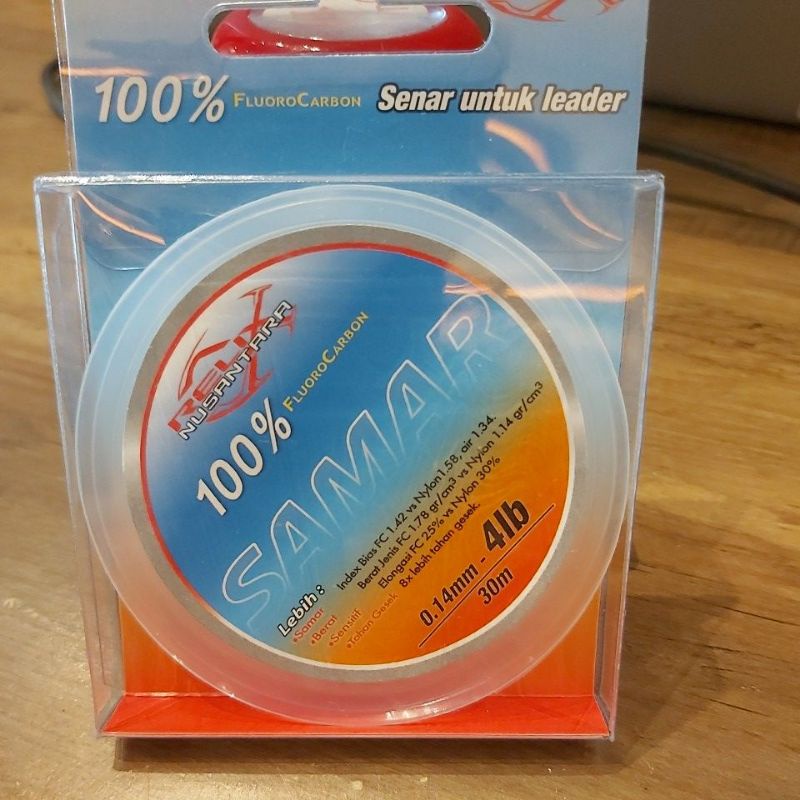 100% FLUOROCARBON Senar untuk leader
RELIX
NUSANTARA
100% FLUOROCARBON
SAMAR
Lebih :
•Samar Index Bias FC 1.42 vs Nylon1.58, air 1.34.
•Berat Berat Jenis FC 1.78 gr/cm³ vs Nylon 1.14 gr/cm³
•Sensitif Elongasi FC 25% vs Nylon 30%
•Tahan Gesek 8x lebih tahan gesek.
0.14mm - 4lb
30m